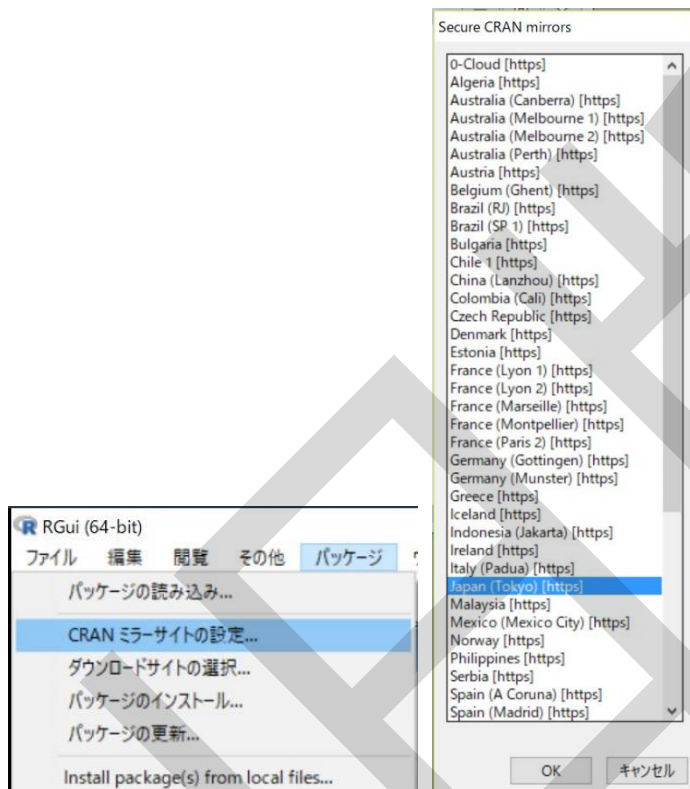 RGui (64-bit)
ファイル 編集 閲覧 その他 パッケージ
パッケージの読み込み...
CRAN ミラーサイトの設定...
ダウンロードサイトの選択...
パッケージのインストール...
パッケージの更新...
Install package(s) from local files...
Secure CRAN mirrors
0-Cloud [https]
Algeria [https]
Australia (Canberra) [https]
Australia (Melbourne 1) [https]
Australia (Melbourne 2) [https]
Australia (Perth) [https]
Austria [https]
Belgium (Ghent) [https]
Brazil (RJ) [https]
Brazil (SP 1) [https]
Bulgaria [https]
Chile 1 [https]
China (Lanzhou) [https]
Colombia (Cali) [https]
Czech Republic [https]
Denmark [https]
Estonia [https]
France (Lyon 1) [https]
France (Lyon 2) [https]
France (Marseille) [https]
France (Montpellier) [https]
France (Paris 2) [https]
Germany (Gottingen) [https]
Germany (Munster) [https]
Greece [https]
Iceland [https]
Indonesia (Jakarta) [https]
Ireland [https]
Italy (Padua) [https]
Japan (Tokyo) [https]
Malaysia [https]
Mexico (Mexico City) [https]
Norway [https]
Philippines [https]
Serbia [https]
Spain (A Coruna) [https]
Spain (Madrid) [https]
OK キャンセル